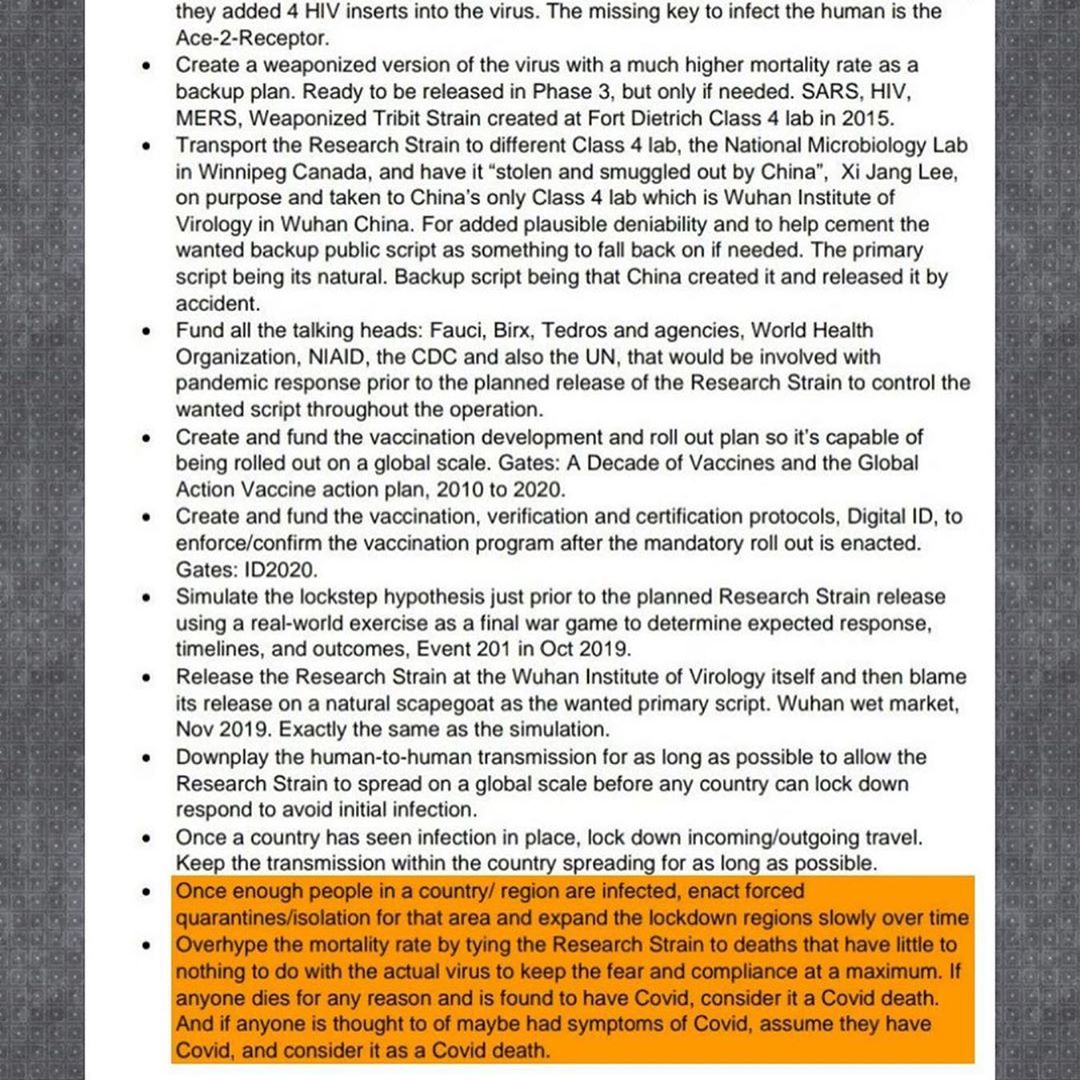 they added 4 HIV inserts into the virus. The missing key to infect the human is the
Ace-2-Receptor.
• Create a weaponized version of the virus with a much higher mortality rate as a
backup plan. Ready to be released in Phase 3, but only if needed. SARS, HIV,
MERS, Weaponized Tribit Strain created at Fort Dietrich Class 4 lab in 2015.
• Transport the Research Strain to different Class 4 lab, the National Microbiology Lab
in Winnipeg Canada, and have it “stolen and smuggled out by China”, Xi Jang Lee,
on purpose and taken to China’s only Class 4 lab which is Wuhan Institute of
Virology in Wuhan China. For added plausible deniability and to help cement the
wanted backup public script as something to fall back on if needed. The primary
script being its natural. Backup script being that China created it and released it by
accident.
• Fund all the talking heads: Fauci, Birx, Tedros and agencies, World Health
Organization, NIAID, the CDC and also the UN, that would be involved with
pandemic response prior to the planned release of the Research Strain to control the
wanted script throughout the operation.
• Create and fund the vaccination development and roll out plan so it’s capable of
being rolled out on a global scale. Gates: A Decade of Vaccines and the Global
Action Vaccine action plan, 2010 to 2020.
• Create and fund the vaccination, verification and certification protocols, Digital ID, to
enforce/confirm the vaccination program after the mandatory roll out is enacted.
Gates: ID2020.
• Simulate the lockstep hypothesis just prior to the planned Research Strain release
using a real-world exercise as a final war game to determine expected response,
timelines, and outcomes, Event 201 in Oct 2019.
• Release the Research Strain at the Wuhan Institute of Virology itself and then blame
its release on a natural scapegoat as the wanted primary script. Wuhan wet market,
Nov 2019. Exactly the same as the simulation.
• Downplay the human-to-human transmission for as long as possible to allow the
Research Strain to spread on a global scale before any country can lock down
respond to avoid initial infection.
• Once a country has seen infection in place, lock down incoming/outgoing travel.
Keep the transmission within the country spreading for as long as possible.
• Once enough people in a country/ region are infected, enact forced
quarantines/isolation for that area and expand the lockdown regions slowly over time
• Overhype the mortality rate by tying the Research Strain to deaths that have little to
nothing to do with the actual virus to keep the fear and compliance at a maximum. If
anyone dies for any reason and is found to have Covid, consider it a Covid death.
And if anyone is thought to of maybe had symptoms of Covid, assume they have
Covid, and consider it as a Covid death.